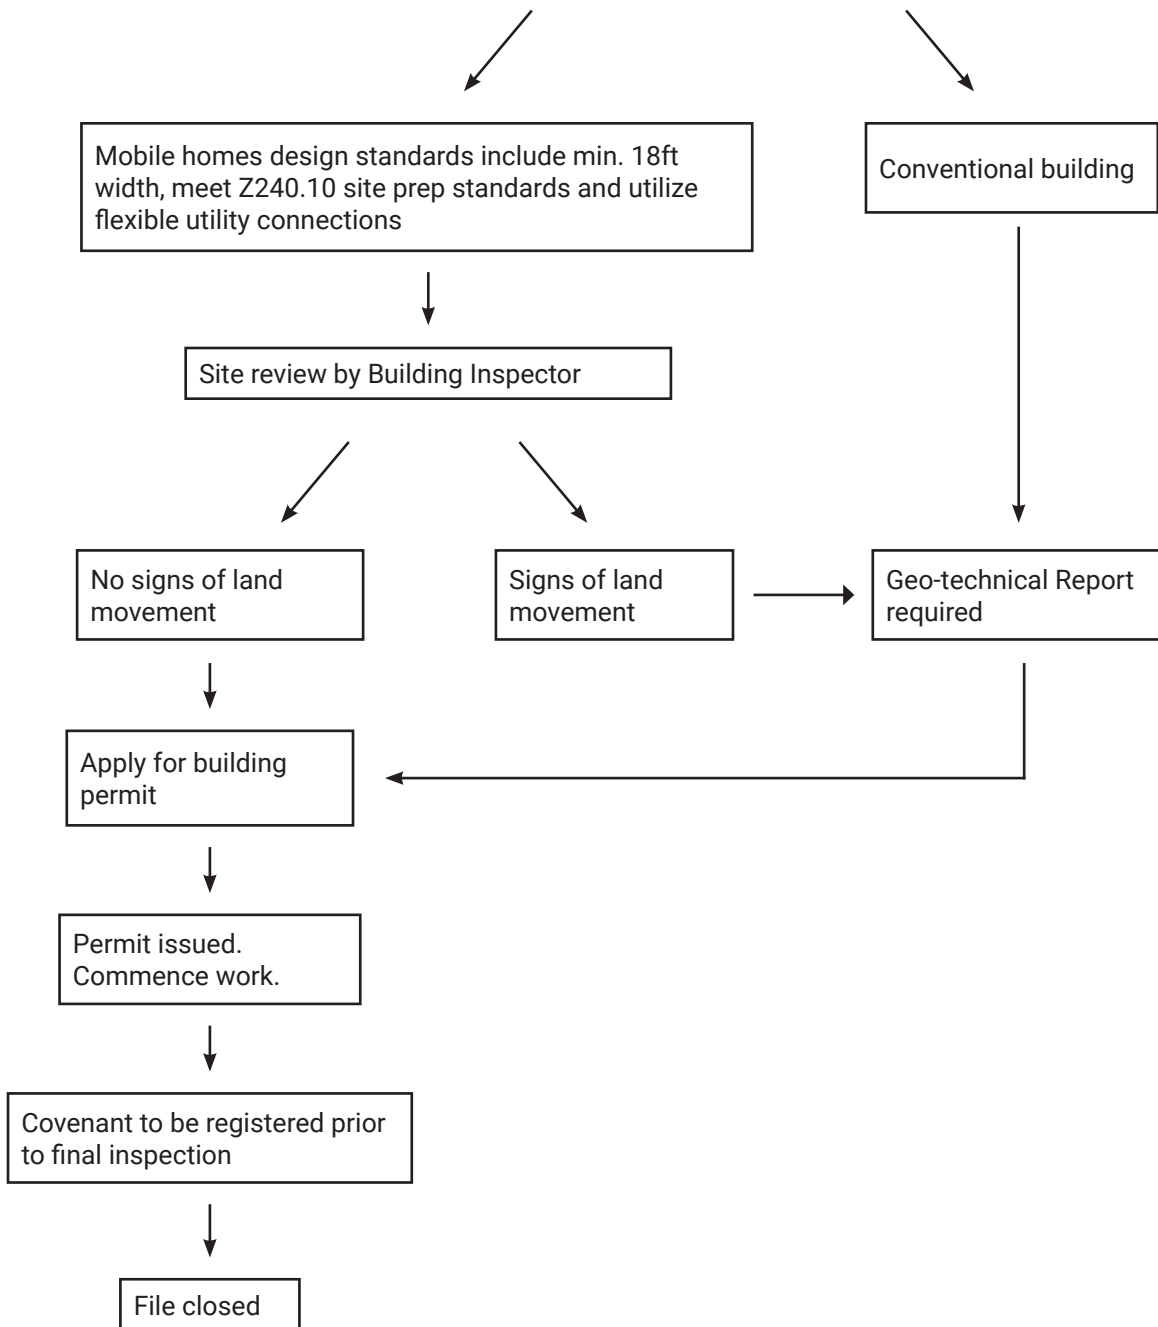 Mobile homes design standards include min. 18ft
width, meet Z240.10 site prep standards and utilize
flexible utility connections
Conventional building
Site review by Building Inspector
No signs of land
movement
Signs of land
movement
Geo-technical Report
required
Apply for building
permit
Permit issued.
Commence work.
Covenant to be registered prior
to final inspection
File closed